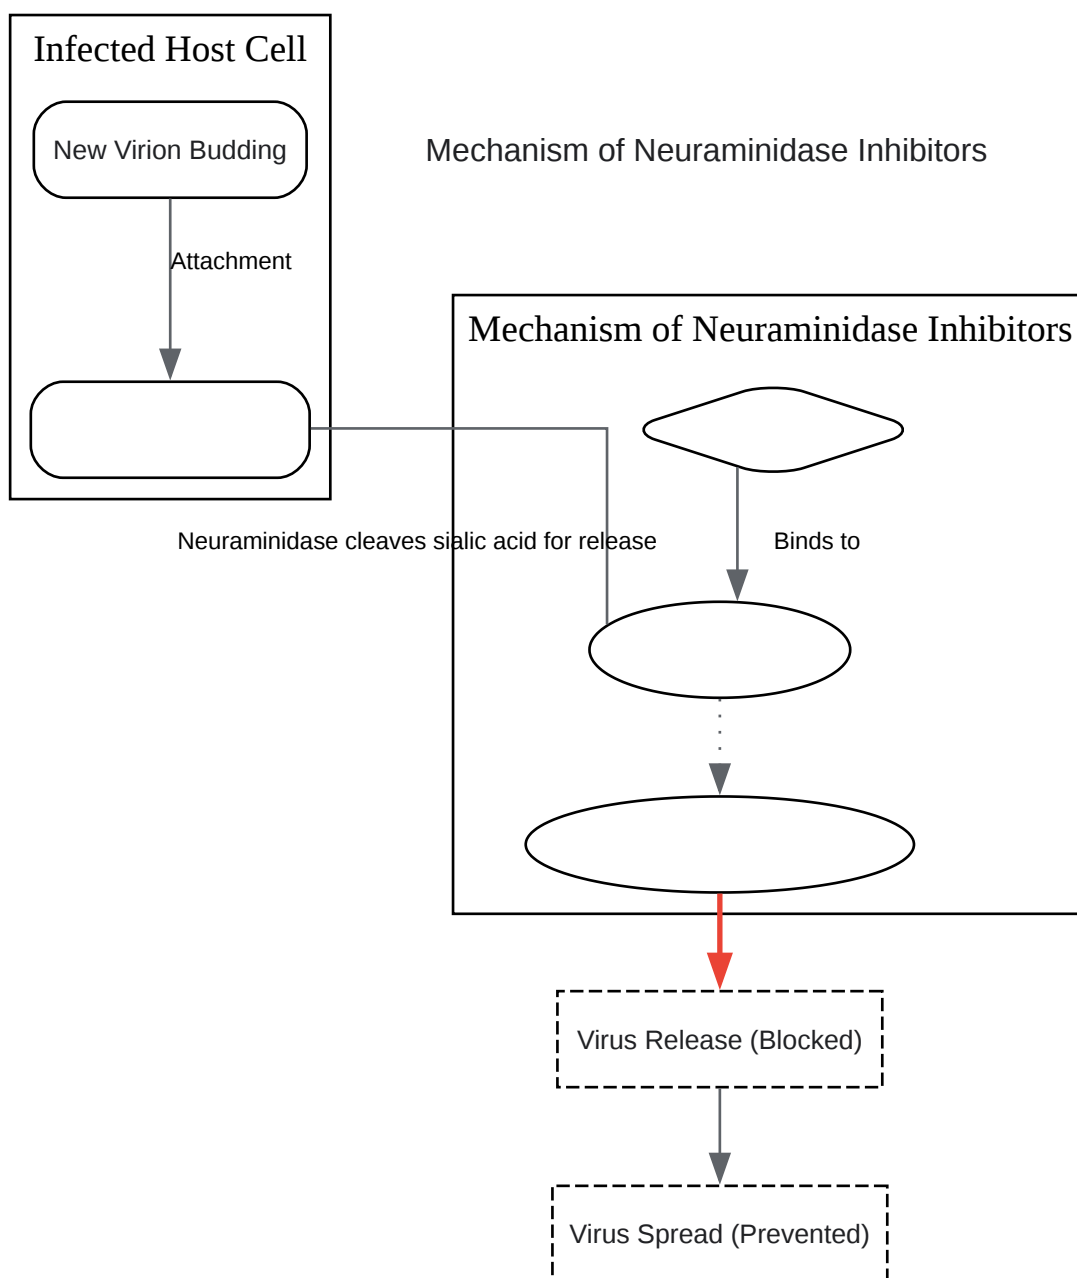 Infected Host Cell
New Virion Budding
Mechanism of Neuraminidase Inhibitors
Attachment
Mechanism of Neuraminidase Inhibitors
Neuraminidase cleaves sialic acid for release
Binds to
Virus Release (Blocked)
Virus Spread (Prevented)